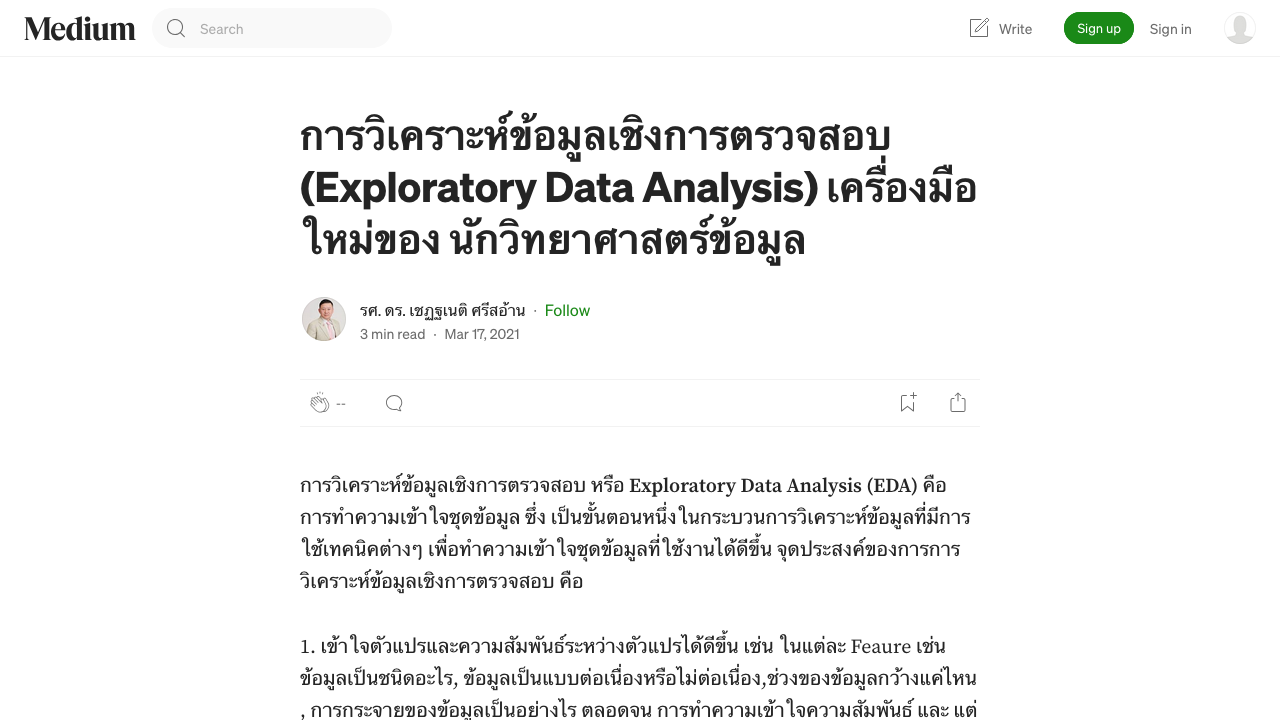 Medium
Search
Write
Sign up
Sign in
การวิเคราะห์ข้อมูลเชิงการตรวจสอบ
(Exploratory Data Analysis) เครื่องมือ
ใหม่ของ นักวิทยาศาสตร์ข้อมูล
รศ. ดร. เชฏฐเนติ ศรีสอ้าน · Follow
3 min read · Mar 17, 2021
--
การวิเคราะห์ข้อมูลเชิงการตรวจสอบ หรือ Exploratory Data Analysis (EDA) คือ
การทำความเข้าใจชุดข้อมูล ซึ่ง เป็นขั้นตอนหนึ่งในกระบวนการวิเคราะห์ข้อมูลที่มีการ
ใช้เทคนิคต่างๆ เพื่อทำความเข้าใจชุดข้อมูลที่ใช้งานได้ดีขึ้น จุดประสงค์ของการการ
วิเคราะห์ข้อมูลเชิงการตรวจสอบ คือ
1. เข้าใจตัวแปรและความสัมพันธ์ระหว่างตัวแปรได้ดีขึ้น เช่น ในแต่ละ Feaure เช่น
ข้อมูลเป็นชนิดอะไร, ข้อมูลเป็นแบบต่อเนื่องหรือไม่ต่อเนื่อง,ช่วงของข้อมูลกว้างแค่ไหน
, การกระจายของข้อมูลเป็นอย่างไร ตลอดจน การทำความเข้าใจความสัมพันธ์ และ แต่